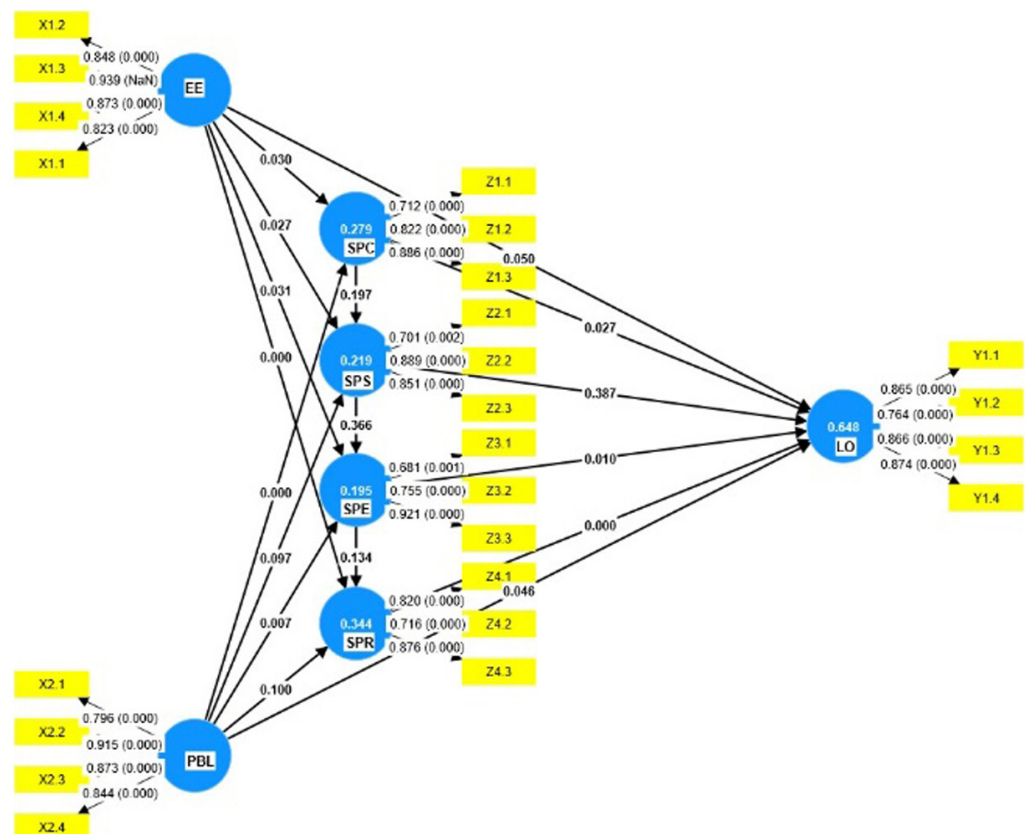 X1.2
0.848 (0.000)
X1.3
0.939 (NaN)
EE
0.873 (0.000)
X1.4
0.823 (0.000)
X1.1
0.030
Z1.1
0.712 (0.000)
0.027
0.279
0.822 (0.000)
Z1.2
SPC
0.886 (0.000)
0.050
Z1.3
0.031
0.197
Z2.1
0.027
0.701 (0.002)
0.000
0.219
0.889 (0.000)
Z2.2
Y1.1
SPS
0.851 (0.000)
0.387
0.865 (0.000)
Z2.3
Y1.2
0.764 (0.000)
0.366
0.648
Z3.1
0.866 (0.000)
LO
Y1.3
0.681 (0.001)
0.010
0.874 (0.000)
0.000
0.195
0.755 (0.000)
Z3.2
Y1.4
SPE
0.921 (0.000)
0.000
Z3.3
0.097
0.134
Z4.1
0.046
0.820 (0.000)
0.007
0.344
0.716 (0.000)
Z4.2
SPR
0.876 (0.000)
Z4.3
0.100
X2.1
0.796 (0.000)
X2.2
0.915 (0.000)
PBL
0.873 (0.000)
X2.3
0.844 (0.000)
X2.4